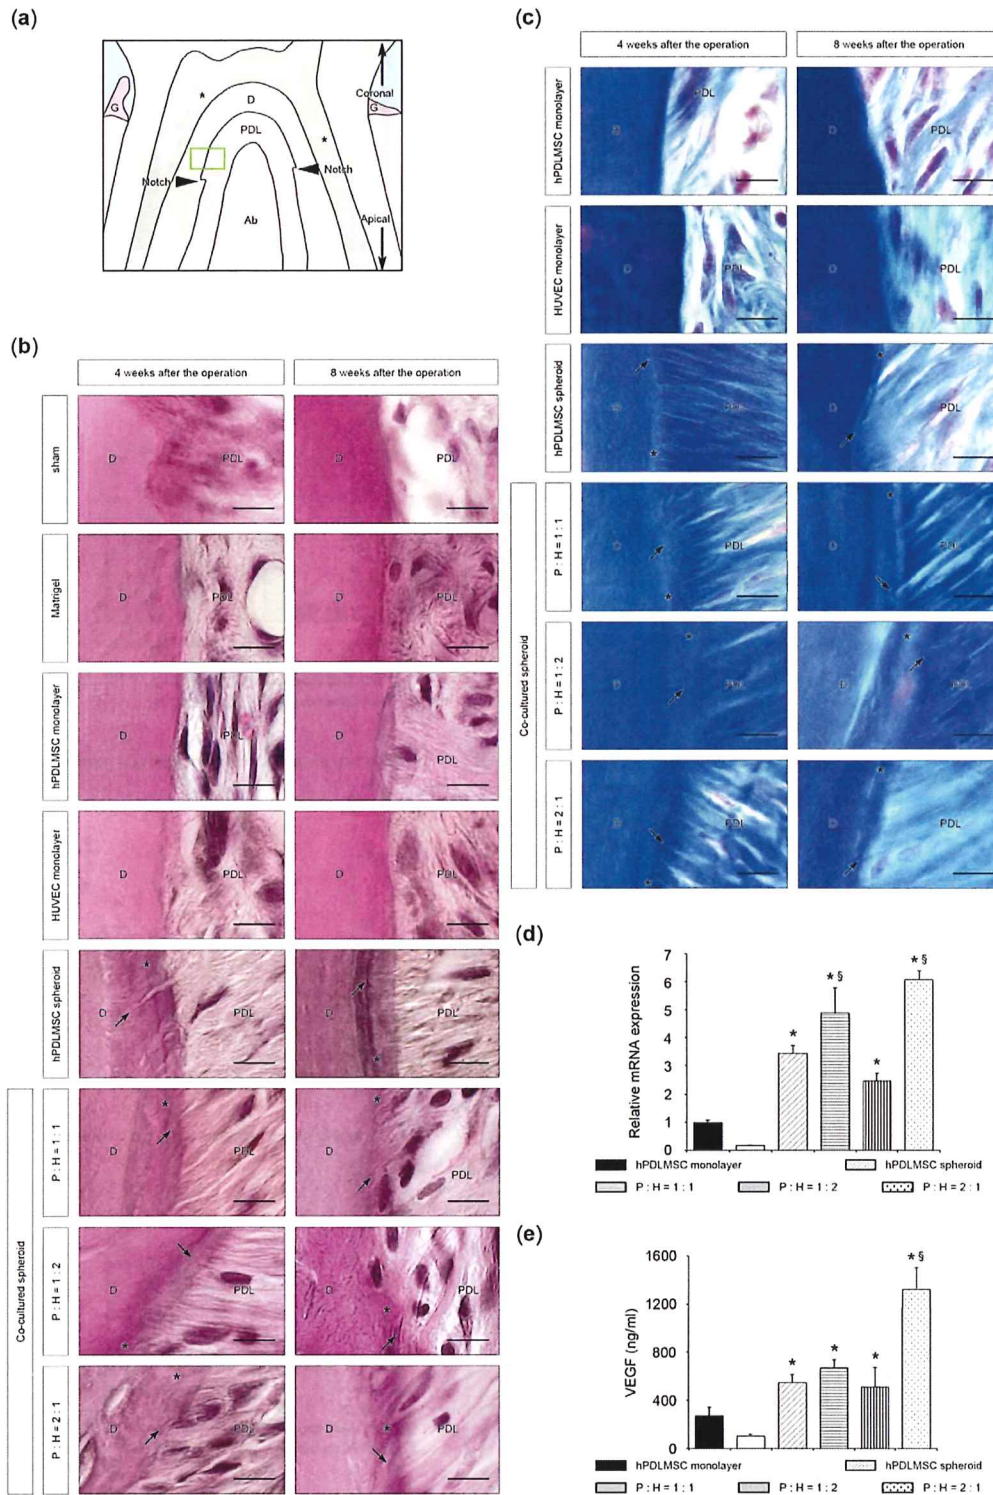 (a)
G
*
D
PDL
*
Coronal
G
Notch
Notch
Ab
Apical
(b)
4 weeks after the operation
8 weeks after the operation
sham
D
PDL
D
PDL
Matrigel
D
PDL
D
PDL
hPDLMSC monolayer
D
PDL
D
PDL
HUVEC monolayer
D
PDL
D
PDL
hPDLMSC spheroid
*
D
PDL
D
PDL
*
Co-cultured spheroid
P : H = 1 : 1
*
D
PDL
*
D
PDL
P : H = 1 : 2
D
PDL
*
D
PDL
*
P : H = 2 : 1
*
D
PDL
D
*
PDL
(c)
4 weeks after the operation
8 weeks after the operation
hPDLMSC monolayer
D
PDL
D
PDL
HUVEC monolayer
D
PDL
D
PDL
hPDLMSC spheroid
D
PDL
*
*
D
PDL
Co-cultured spheroid
P : H = 1 : 1
D
PDL
*
*
D
PDL
P : H = 1 : 2
*
D
PDL
*
D
PDL
P : H = 2 : 1
D
PDL
*
*
D
PDL
(d)
Relative mRNA expression
7
6
5
4
3
2
1
0
*
* §
*
* §
hPDLMSC monolayer
hPDLMSC spheroid
P : H = 1 : 1
P : H = 1 : 2
P : H = 2 : 1
(e)
VEGF (ng/ml)
1600
1200
800
400
0
*
*
*
* §
hPDLMSC monolayer
hPDLMSC spheroid
P : H = 1 : 1
P : H = 1 : 2
P : H = 2 : 1